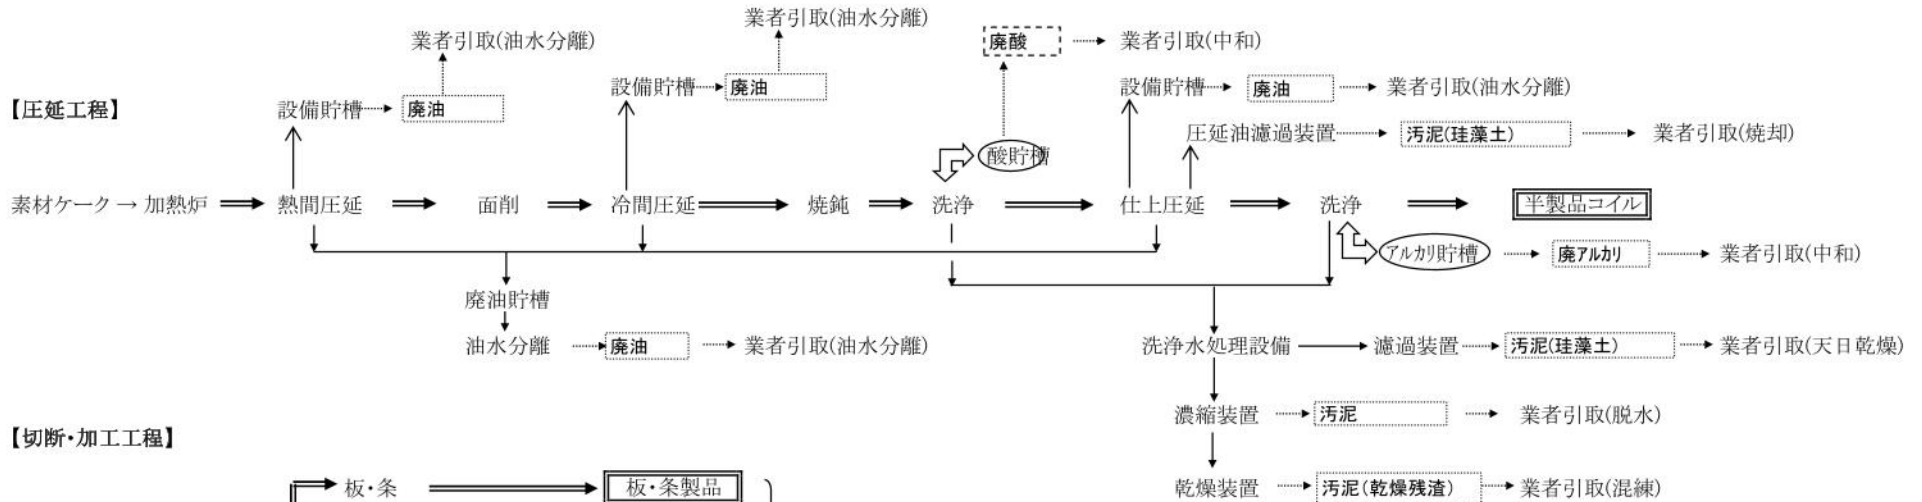 業者引取(油水分離)
業者引取(油水分離) 廃酸 業者引取(中和)
設備貯槽 廃油 設備貯槽 廃油 業者引取(油水分離)
【圧延工程】 設備貯槽 廃油
圧延油濾過装置 汚泥(珪藻土) 業者引取(焼却)
酸貯槽
素材ケーク → 加熱炉 熱間圧延 面削 冷間圧延 焼鈍 洗浄 仕上圧延 洗浄 半製品コイル
アルカリ貯槽 廃アルカリ 業者引取(中和)
廃油貯槽
油水分離 廃油 業者引取(油水分離) 洗浄水処理設備 濾過装置 汚泥(珪藻土) 業者引取(天日乾燥)
濃縮装置 汚泥 業者引取(脱水)
【切断・加工工程】
板・条 板・条製品 乾燥装置 汚泥(乾燥残渣) 業者引取(混練)